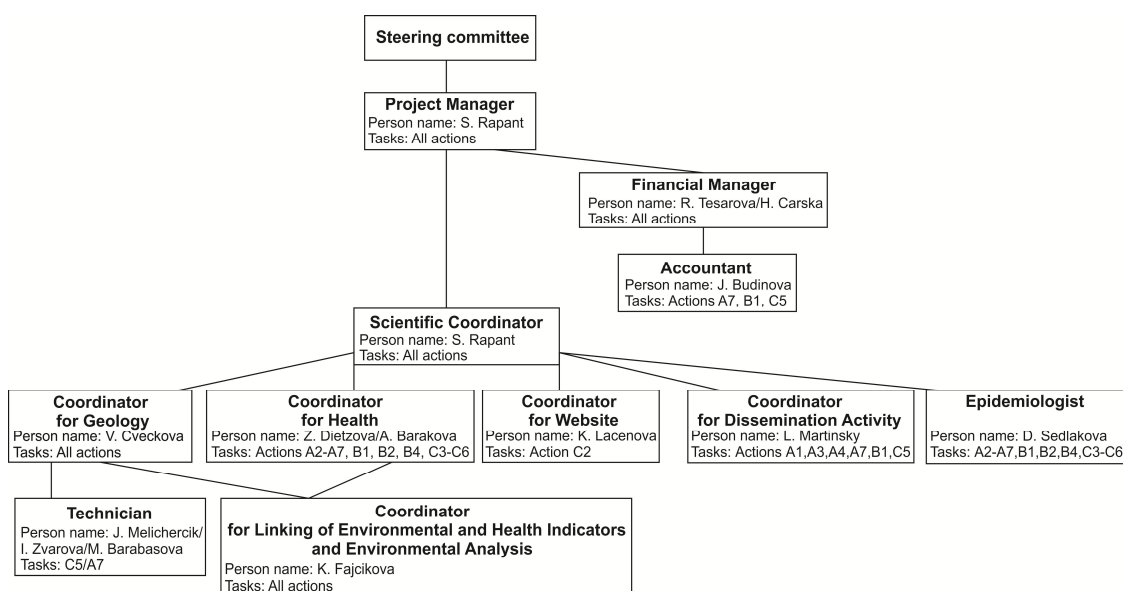 Steering committee
Project Manager
Person name: S. Rapant
Tasks: All actions
Financial Manager
Person name: R. Tesarova/H. Carska
Tasks: All actions
Accountant
Person name: J. Budinova
Tasks: Actions A7, B1, C5
Scientific Coordinator
Person name: S. Rapant
Tasks: All actions
Coordinator
for Geology
Person name: V. Cveckova
Tasks: All actions
Coordinator
for Health
Person name: Z. Dietzova/A. Barakova
Tasks: Actions A2-A7, B1, B2, B4, C3-C6
Coordinator
for Website
Person name: K. Lacenova
Tasks: Action C2
Coordinator
for Dissemination Activity
Person name: L. Martinsky
Tasks: Actions A1,A3,A4,A7,B1,C5
Epidemiologist
Person name: D. Sedlakova
Tasks: A2-A7,B1,B2,B4,C3-C6
Technician
Person name: J. Melichercik/
I. Zvarova/M. Barabasova
Tasks: C5/A7
Coordinator
for Linking of Environmental and Health Indicators
and Environmental Analysis
Person name: K. Fajcikova
Tasks: All actions